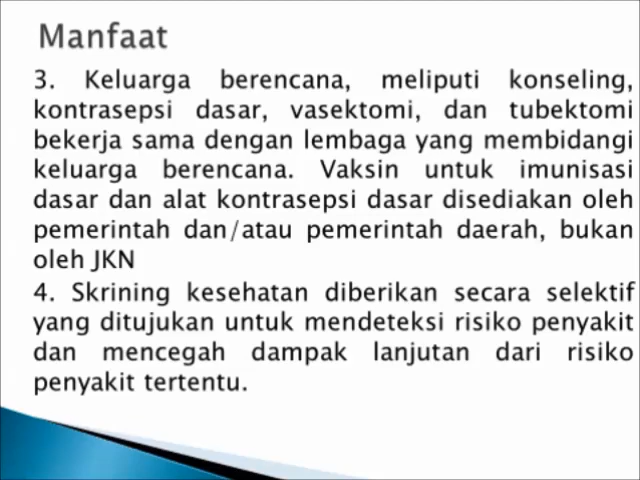 Manfaat
3. Keluarga berencana, meliputi konseling,
kontrasepsi dasar, vasektomi, dan tubektomi
bekerja sama dengan lembaga yang membidangi
keluarga berencana. Vaksin untuk imunisasi
dasar dan alat kontrasepsi dasar disediakan oleh
pemerintah dan/atau pemerintah daerah, bukan
oleh JKN
4. Skrining kesehatan diberikan secara selektif
yang ditujukan untuk mendeteksi risiko penyakit
dan mencegah dampak lanjutan dari risiko
penyakit tertentu.